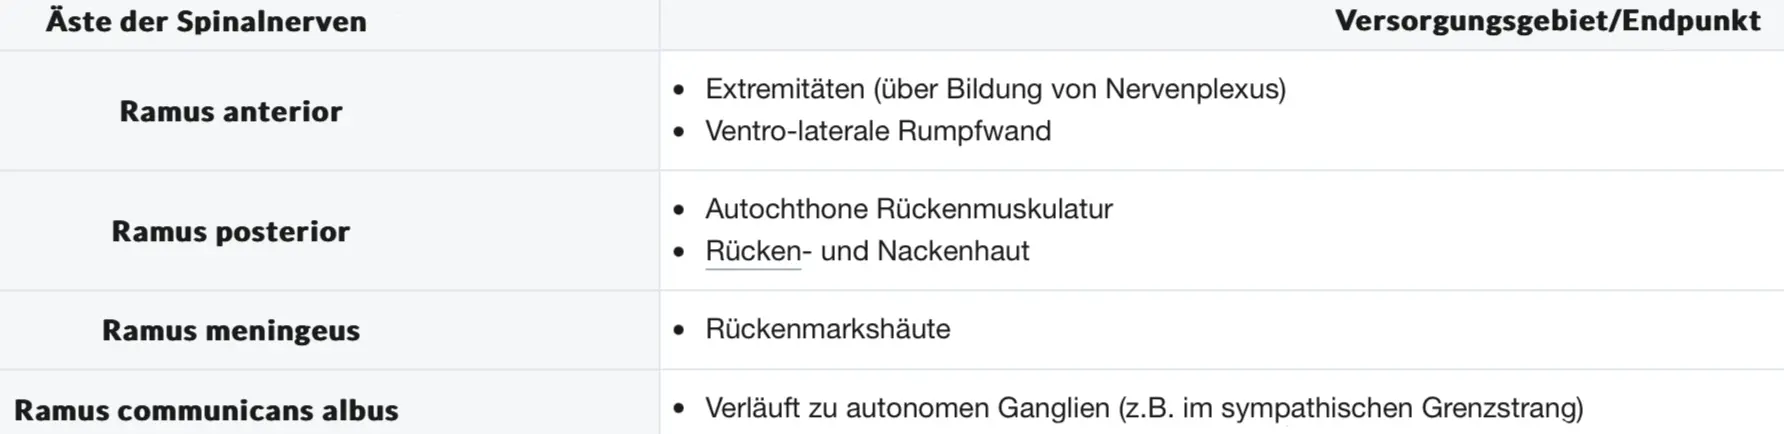 Äste der Spinalnerven Versorgungsgebiet/Endpunkt
Ramus anterior
• Extremitäten (über Bildung von Nervenplexus)
• Ventro-laterale Rumpfwand
Ramus posterior
• Autochthone Rückenmuskulatur
• Rücken- und Nackenhaut
Ramus meningeus
• Rückenmarkshäute
Ramus communicans albus
• Verläuft zu autonomen Ganglien (z.B. im sympathischen Grenzstrang)